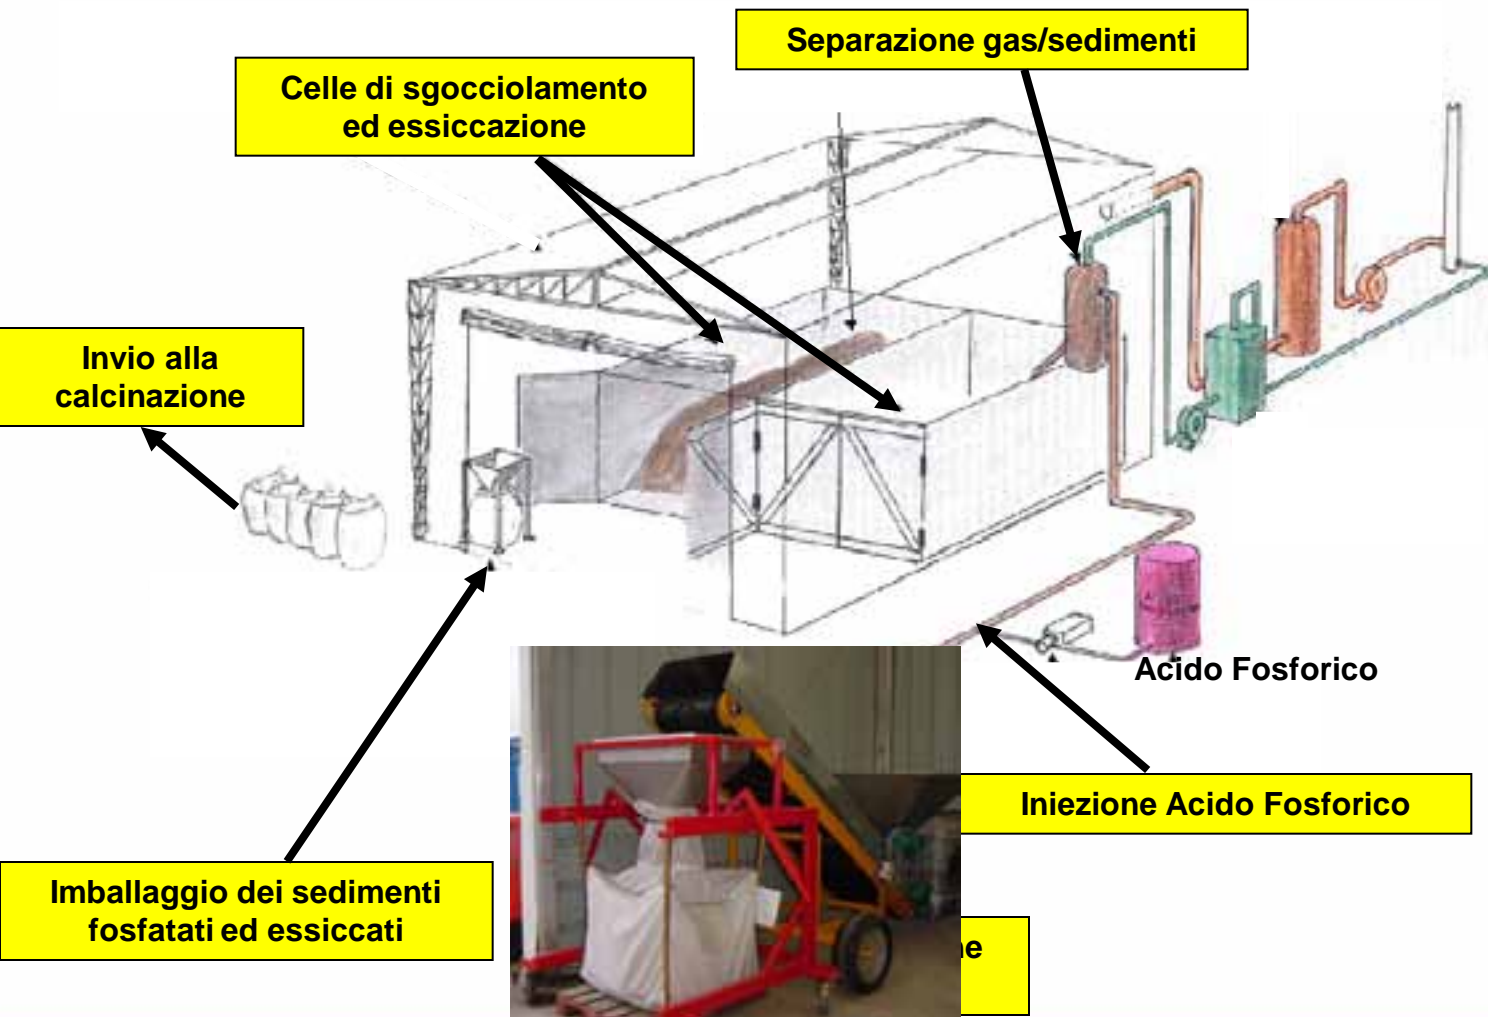 Separazione gas/sedimenti
Celle di sgocciolamento
ed essiccazione
Invio alla
calcinazione
Acido Fosforico
Iniezione Acido Fosforico
Imballaggio dei sedimenti
fosfatati ed essiccati